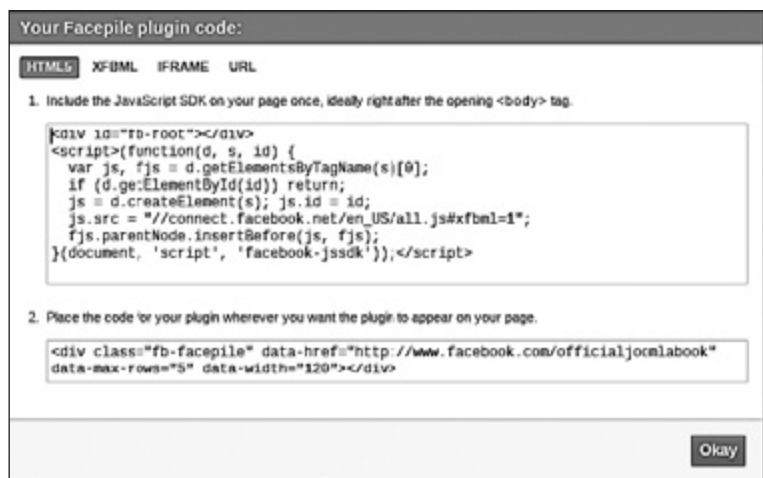 Your Facepile plugin code:
HTML5 XFBML IFRAME URL
1. Include the JavaScript SDK on your page once, ideally right after the opening <body> tag.
<div id="fb-root"></div>
<script>(function(d, s, id) {
var js, fjs = d.getElementsByTagName(s)[0];
if (d.getElementById(id)) return;
js = d.createElement(s); js.id = id;
js.src = "//connect.facebook.net/en_US/all.js#xfbml=1";
fjs.parentNode.insertBefore(js, fjs);
}(document, 'script', 'facebook-jssdk'));</script>
2. Place the code for your plugin wherever you want the plugin to appear on your page.
<div class="fb-facepile" data-href="http://www.facebook.com/officialjoomlabook"
data-max-rows="5" data-width="120"></div>
Okay